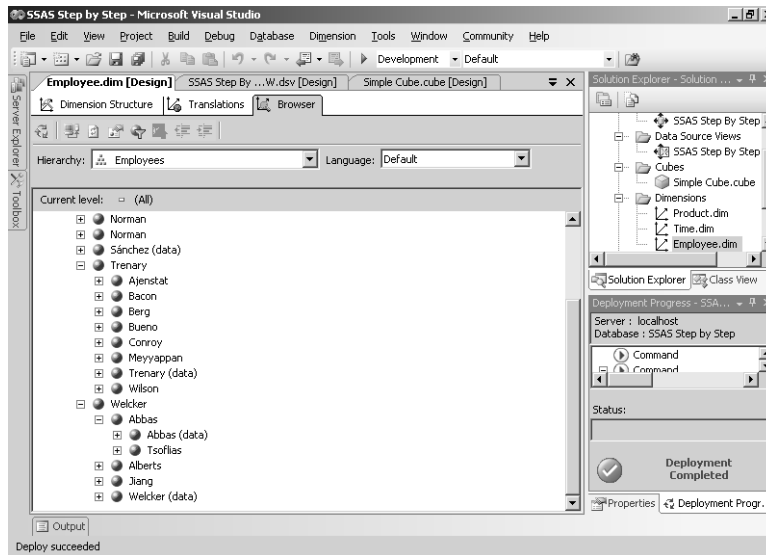 SSAS Step by Step - Microsoft Visual Studio
File Edit View Project Build Debug Database Dimension Tools Window Community Help
Development Default
Employee.dim [Design] SSAS Step By ...W.dsv [Design] Simple Cube.cube [Design]
Dimension Structure Translations Browser
Hierarchy: Employees Language: Default
Current level: (All)
Norman
Norman
Sánchez (data)
Trenary
Ajenstat
Bacon
Berg
Bueno
Conroy
Meyyappan
Trenary (data)
Wilson
Welcker
Abbas
Abbas (data)
Tsoflias
Alberts
Jiang
Welcker (data)
Server Explorer
Toolbox
Solution Explorer - Solution ...
SSAS Step By Step
Data Source Views
SSAS Step By Step
Cubes
Simple Cube.cube
Dimensions
Product.dim
Time.dim
Employee.dim
Solution Explorer Class View
Deployment Progress - SSA...
Server : localhost
Database : SSAS Step by Step
Command
Command
Status:
Deployment
Completed
Properties Deployment Progr.
Output
Deploy succeeded